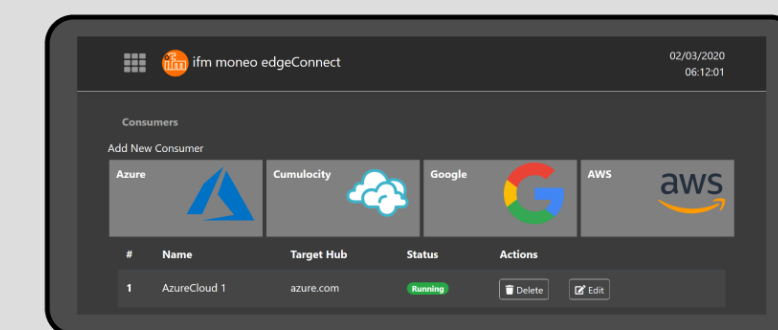 ifm ifm moneo edgeConnect
02/03/2020
06:12:01
Consumers
Add New Consumer
Azure
Cumulocity
Google
AWS
aws
# Name Target Hub Status Actions
1 AzureCloud 1 azure.com Running Delete Edit